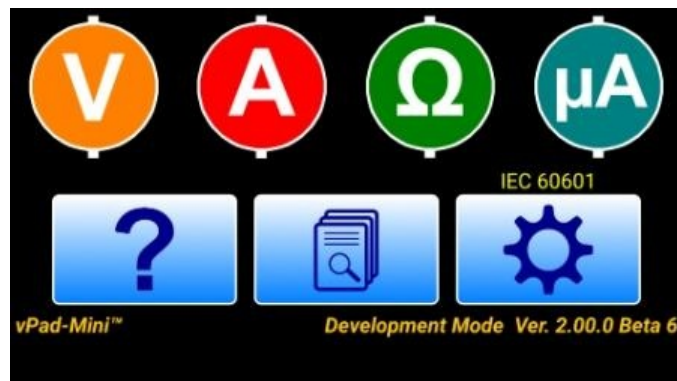 V A Ω µA
IEC 60601
?
vPad-Mini™ Development Mode Ver. 2.00.0 Beta 6